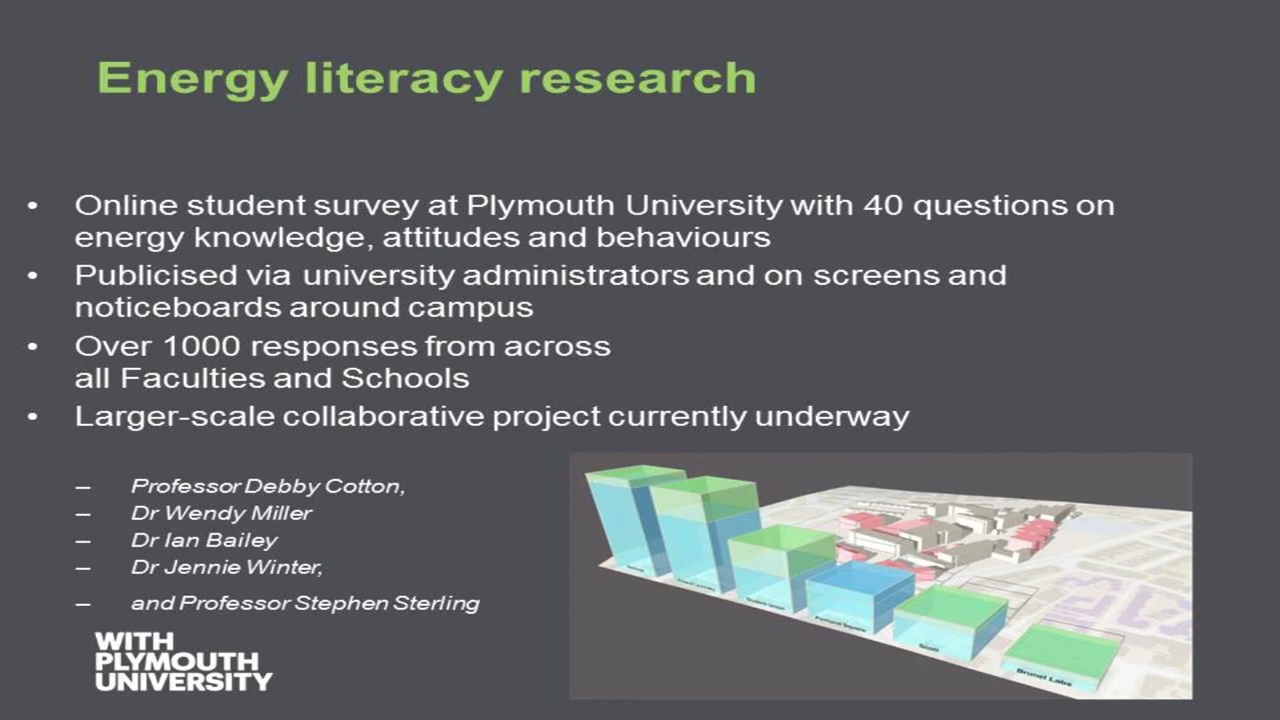 Energy literacy research
• Online student survey at Plymouth University with 40 questions on
energy knowledge, attitudes and behaviours
• Publicised via university administrators and on screens and
noticeboards around campus
• Over 1000 responses from across
all Faculties and Schools
• Larger-scale collaborative project currently underway
– Professor Debby Cotton,
– Dr Wendy Miller
– Dr Ian Bailey
– Dr Jennie Winter,
– and Professor Stephen Sterling
WITH
PLYMOUTH
UNIVERSITY
Portland Square
Scott
Brunel Labs